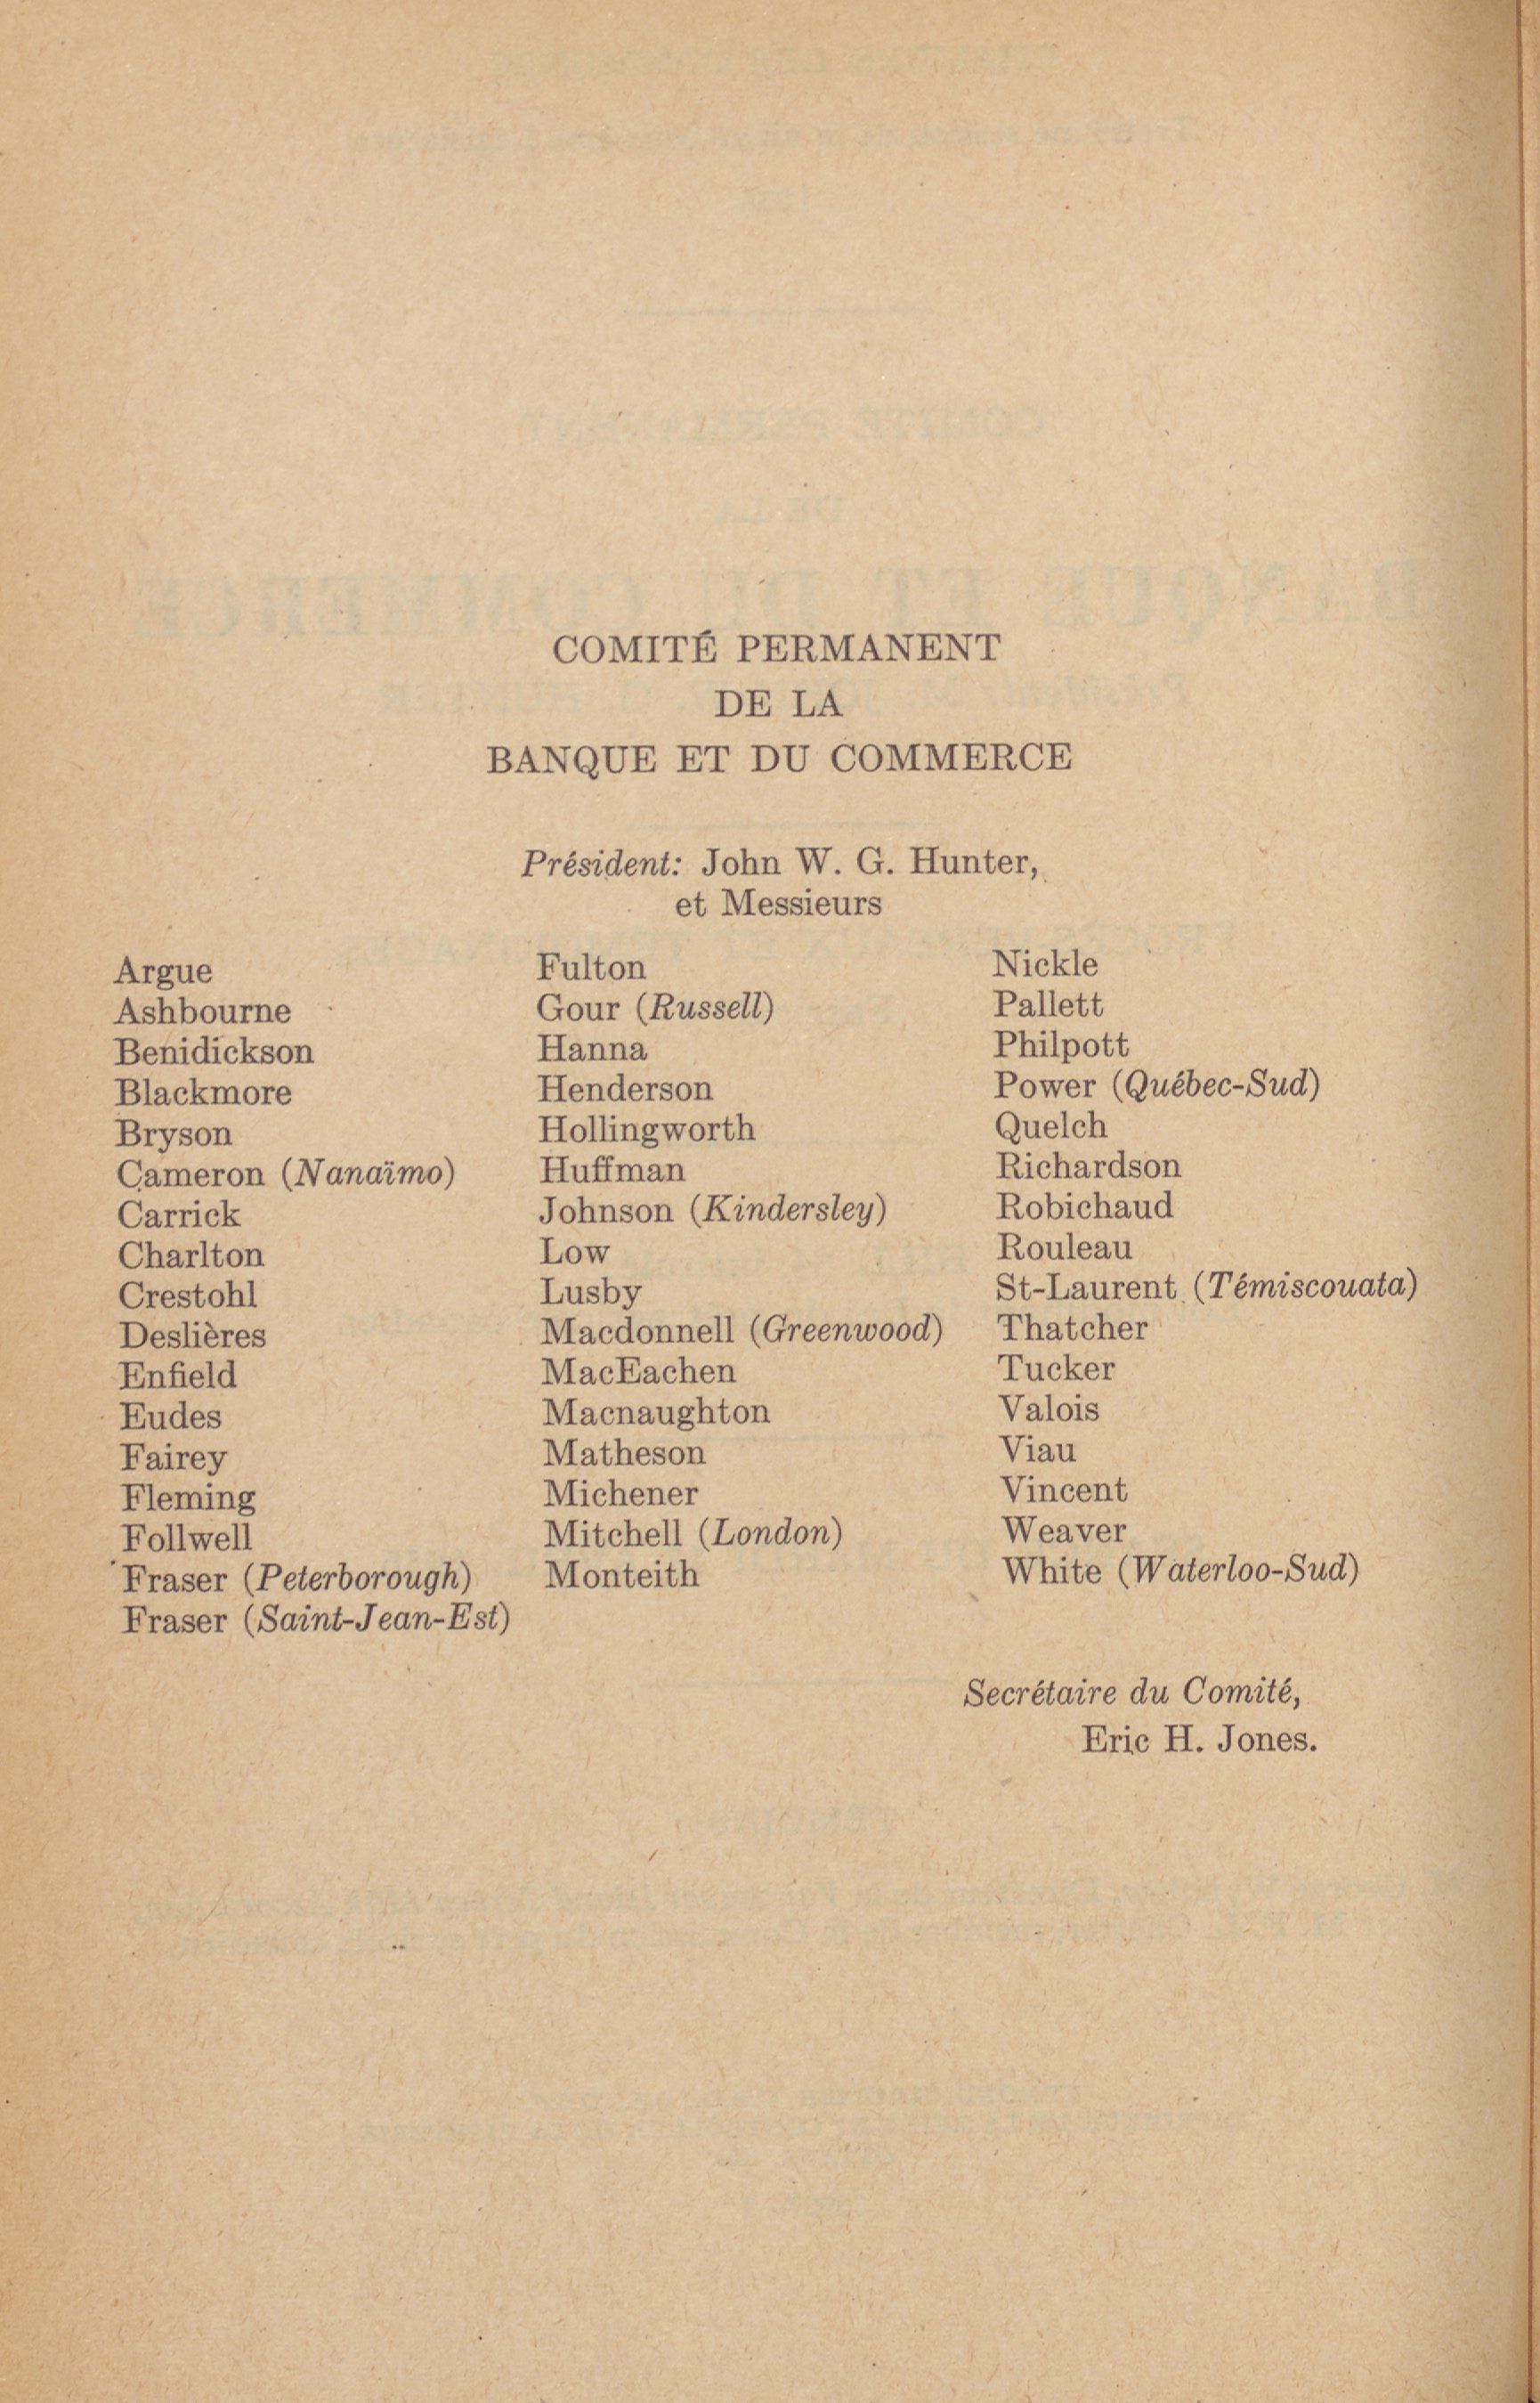 COMITÉ PERMANENT
DE LA
BANQUE ET DU COMMERCE
Président: John W. G. Hunter,
et Messieurs
Argue
Ashbourne
Benidickson
Blackmore
Bryson
Cameron (Nanaïmo)
Carrick
Charlton
Crestohl
Deslières
Enfield
Eudes
Fairey
Fleming
Follwell
Fraser (Peterborough)
Fraser (Saint-Jean-Est)
Fulton
Gour (Russell)
Hanna
Henderson
Hollingworth
Huffman
Johnson (Kindersley)
Low
Lusby
Macdonnell (Greenwood)
MacEachen
Macnaughton
Matheson
Michener
Mitchell (London)
Monteith
Nickle
Pallett
Philpott
Power (Québec-Sud)
Quelch
Richardson
Robichaud
Rouleau
St-Laurent (Témiscouata)
Thatcher
Tucker
Valois
Viau
Vincent
Weaver
White (Waterloo-Sud)
Secrétaire du Comité,
Eric H. Jones.